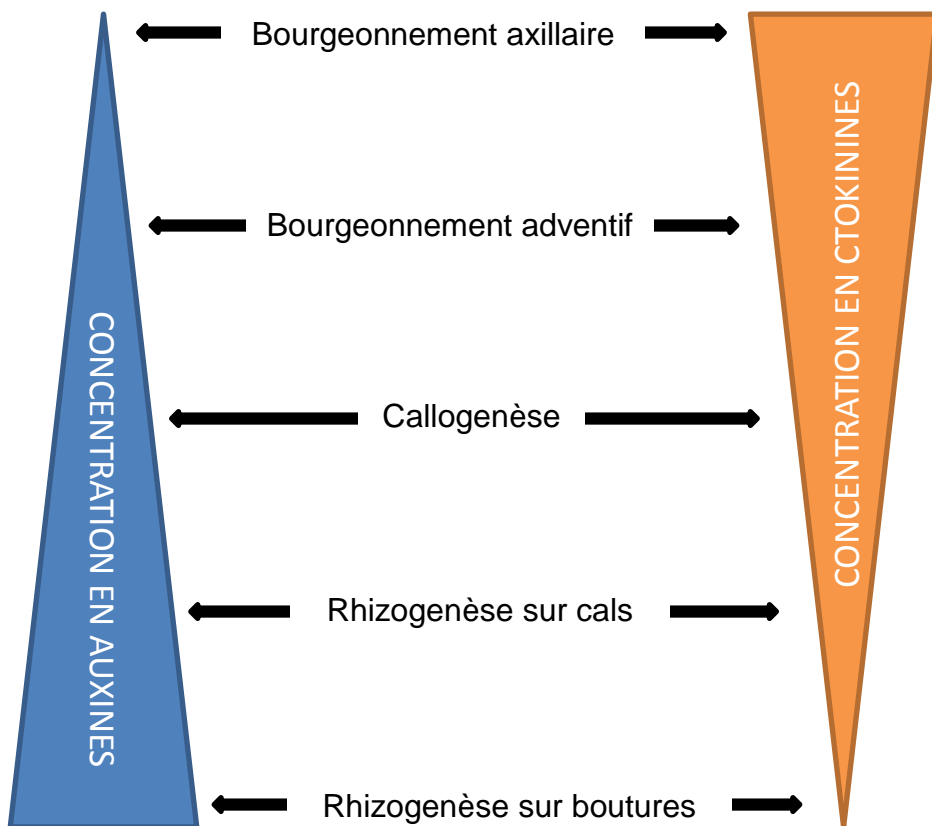 Bourgeonnement axillaire
Bourgeonnement adventif
Callogenèse
Rhizogenèse sur cals
Rhizogenèse sur boutures
CONCENTRATION EN AUXINES
CONCENTRATION EN CTOKININES